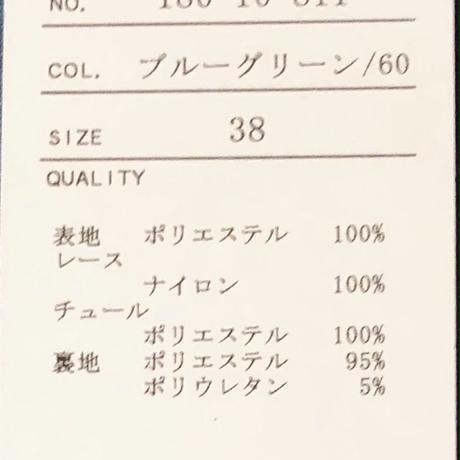 NO.
COL. ブルーグリーン/60
SIZE 38
QUALITY
表地 ポリエステル 100%
レース
ナイロン 100%
チュール
ポリエステル 100%
裏地 ポリエステル 95%
ポリウレタン 5%